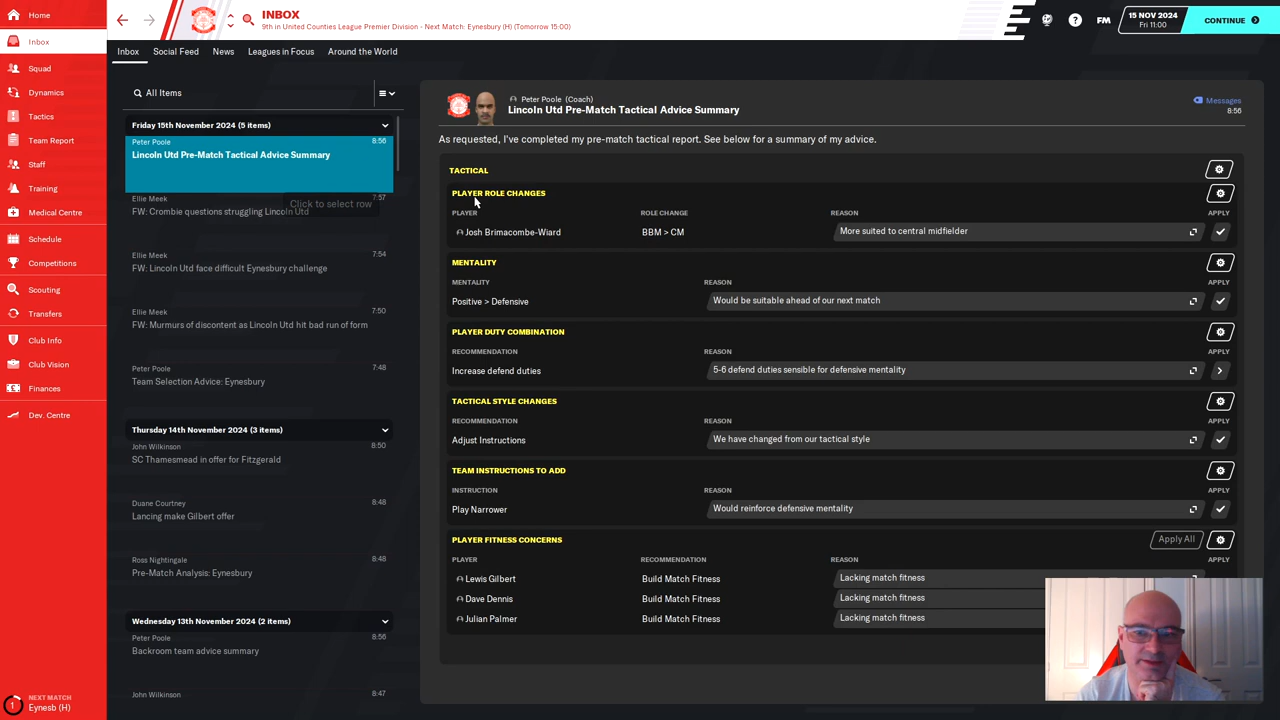 Home
Inbox
Squad
Dynamics
Tactics
Team Report
Staff
Training
Medical Centre
Schedule
Competitions
Scouting
Transfers
Club Info
Club Vision
Finances
Dev. Centre
1
NEXT MATCH
Eynesb (H)
INBOX
9th in United Counties League Premier Division - Next Match: Eynesbury (H) (Tomorrow 15:00)
?
FM
15 NOV 2024
Fri 11:00
CONTINUE
Inbox
Social Feed
News
Leagues in Focus
Around the World
All Items
Friday 15th November 2024 (5 items)
Peter Poole 8:56
Lincoln Utd Pre-Match Tactical Advice Summary
Click to select row
Ellie Meek 7:57
FW: Crombie questions struggling Lincoln Utd
Ellie Meek 7:54
FW: Lincoln Utd face difficult Eynesbury challenge
Ellie Meek 7:50
FW: Murmurs of discontent as Lincoln Utd hit bad run of form
Peter Poole 7:48
Team Selection Advice: Eynesbury
Thursday 14th November 2024 (3 items)
John Wilkinson 8:50
SC Thamesmead in offer for Fitzgerald
Duane Courtney 8:48
Lancing make Gilbert offer
Ross Nightingale 8:48
Pre-Match Analysis: Eynesbury
Wednesday 13th November 2024 (2 items)
Peter Poole 8:56
Backroom team advice summary
John Wilkinson 8:47
Peter Poole (Coach)
Lincoln Utd Pre-Match Tactical Advice Summary
Messages
8:56
As requested, I've completed my pre-match tactical report. See below for a summary of my advice.
TACTICAL
PLAYER ROLE CHANGES
PLAYER ROLE CHANGE REASON APPLY
Josh Brimacombe-Wiard BBM > CM More suited to central midfielder
MENTALITY
MENTALITY REASON APPLY
Positive > Defensive Would be suitable ahead of our next match
PLAYER DUTY COMBINATION
RECOMMENDATION REASON APPLY
Increase defend duties 5-6 defend duties sensible for defensive mentality
TACTICAL STYLE CHANGES
RECOMMENDATION REASON APPLY
Adjust Instructions We have changed from our tactical style
TEAM INSTRUCTIONS TO ADD
INSTRUCTION REASON APPLY
Play Narrower Would reinforce defensive mentality
PLAYER FITNESS CONCERNS Apply All
PLAYER RECOMMENDATION REASON APPLY
Lewis Gilbert Build Match Fitness Lacking match fitness
Dave Dennis Build Match Fitness Lacking match fitness
Julian Palmer Build Match Fitness Lacking match fitness